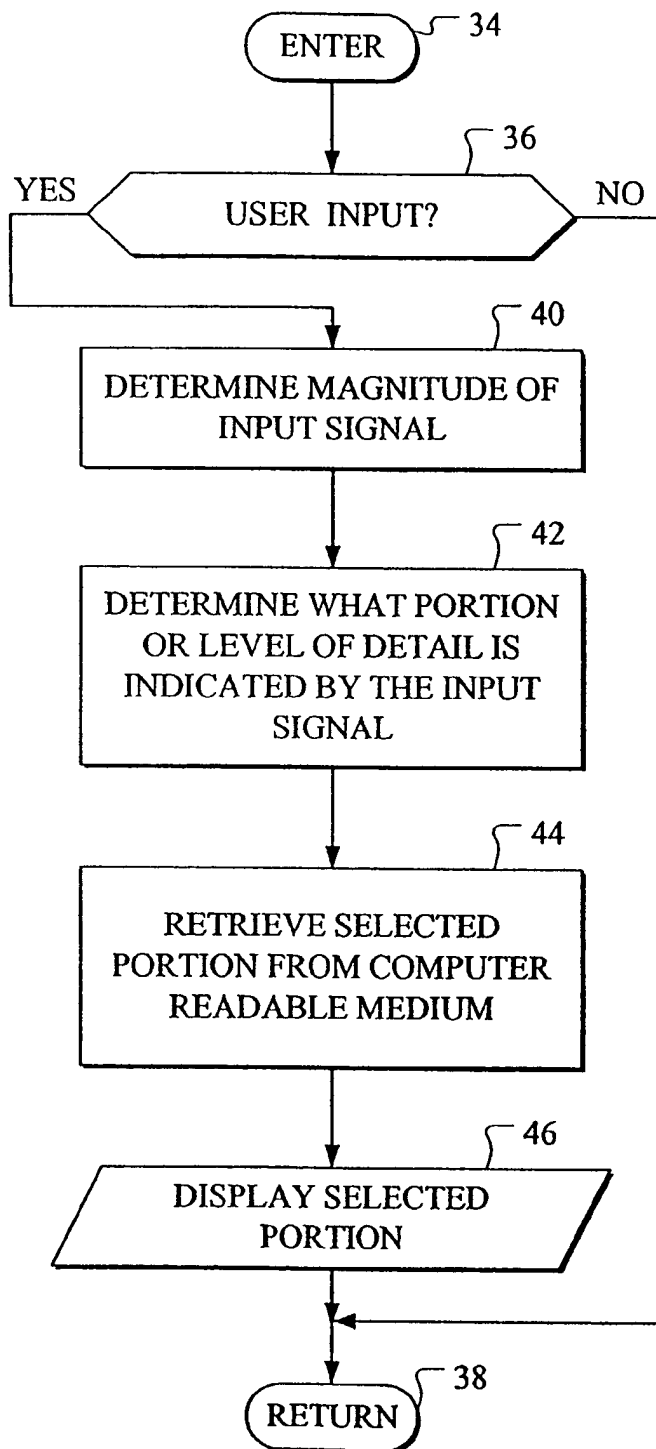 ENTER
34
36
YES
USER INPUT?
NO
40
DETERMINE MAGNITUDE OF
INPUT SIGNAL
42
DETERMINE WHAT PORTION
OR LEVEL OF DETAIL IS
INDICATED BY THE INPUT
SIGNAL
44
RETRIEVE SELECTED
PORTION FROM COMPUTER
READABLE MEDIUM
46
DISPLAY SELECTED
PORTION
RETURN
38